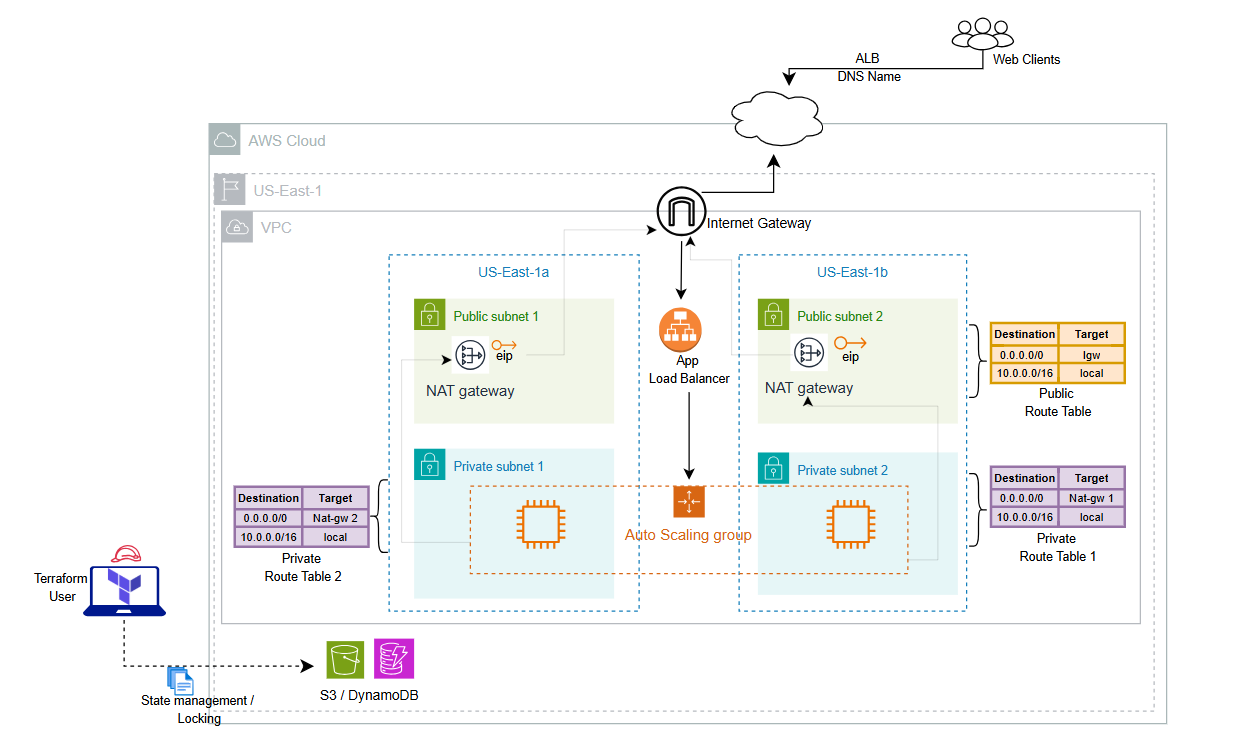 Web Clients
ALB
DNS Name
AWS Cloud
US-East-1
VPC
Internet Gateway
US-East-1a
Public subnet 1
eip
NAT gateway
Private subnet 1
App
Load Balancer
Auto Scaling group
US-East-1b
Public subnet 2
eip
NAT gateway
Private subnet 2
Destination Target
0.0.0.0/0 Igw
10.0.0.0/16 local
Public
Route Table
Destination Target
0.0.0.0/0 Nat-gw 1
10.0.0.0/16 local
Private
Route Table 1
Destination Target
0.0.0.0/0 Nat-gw 2
10.0.0.0/16 local
Private
Route Table 2
Terraform
User
State management /
Locking
S3 / DynamoDB